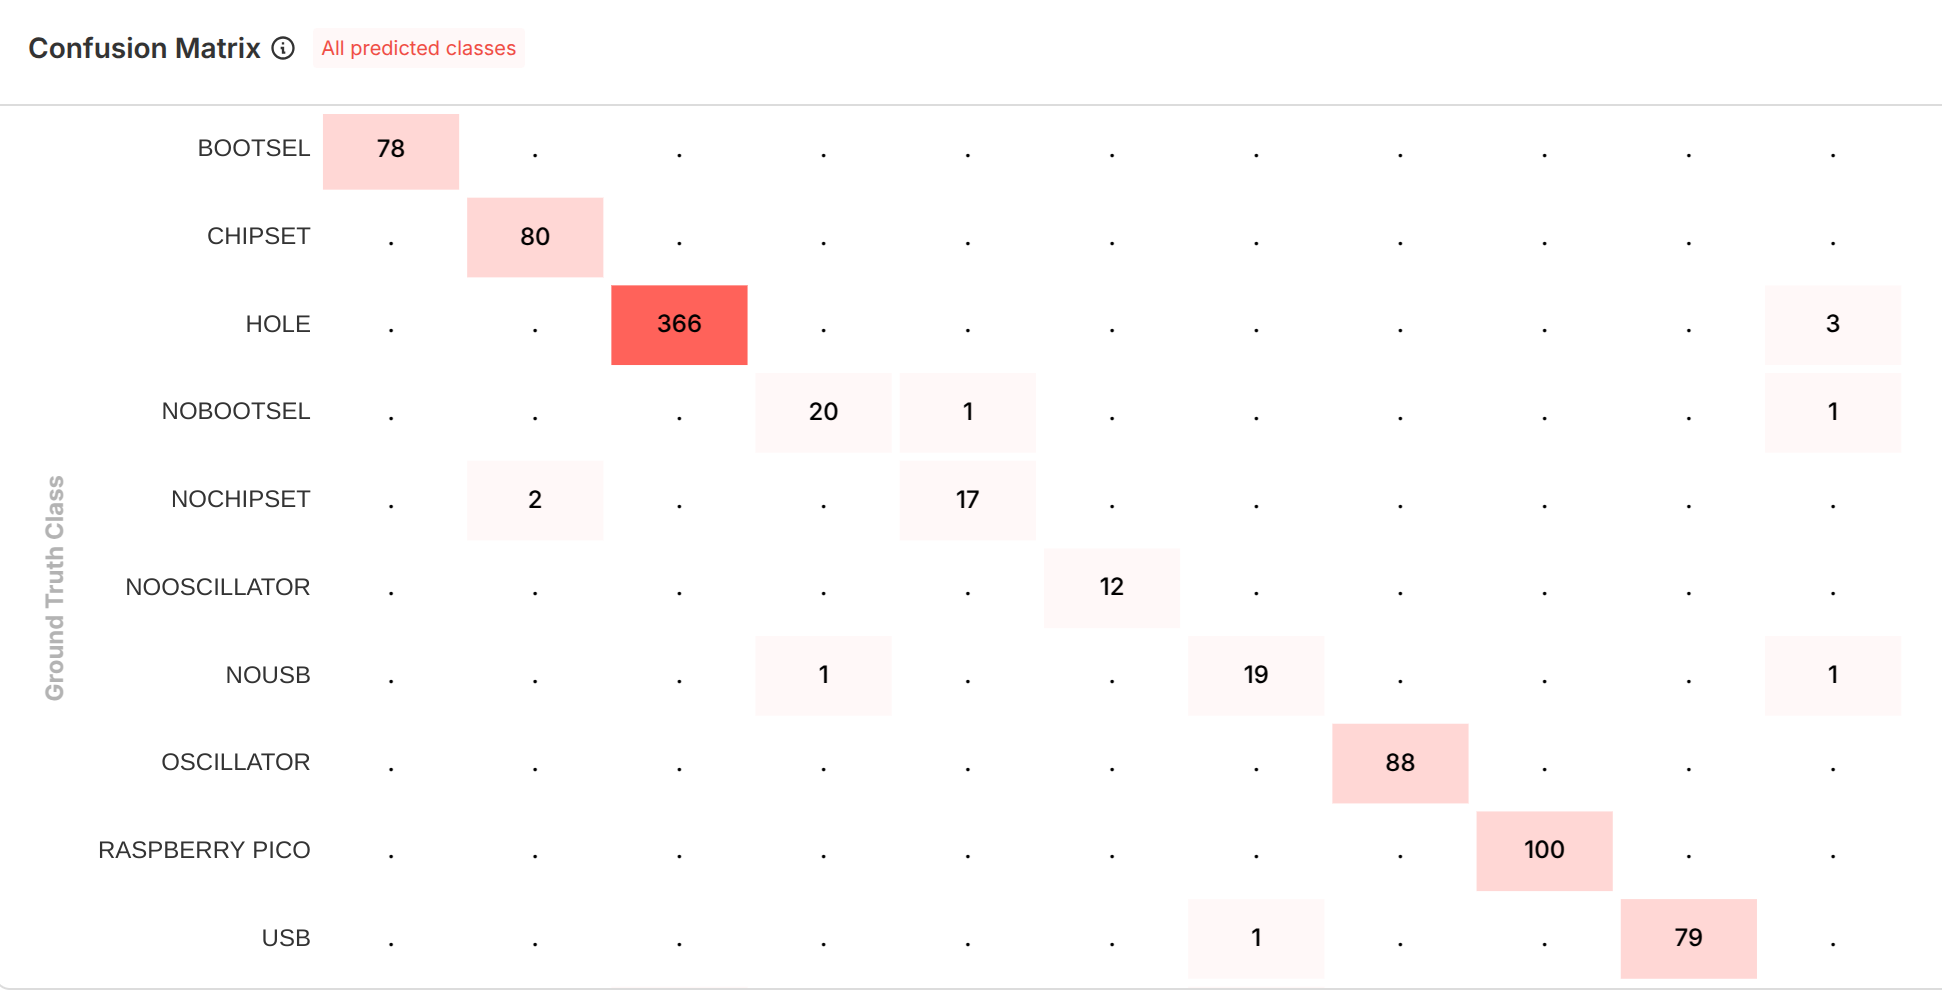 Confusion Matrix All predicted classes
BOOTSEL 78 . . . . . . . . . .
CHIPSET . 80 . . . . . . . . .
HOLE . . 366 . . . . . . . 3
NOBOOTSEL . . . 20 1 . . . . . 1
NOCHIPSET . 2 . . 17 . . . . . .
NOOSCILLATOR . . . . . 12 . . . . .
NOUSB . . . 1 . . 19 . . . 1
OSCILLATOR . . . . . . . 88 . . .
RASPBERRY PICO . . . . . . . . 100 . .
USB . . . . . . 1 . . 79 .
Ground Truth Class